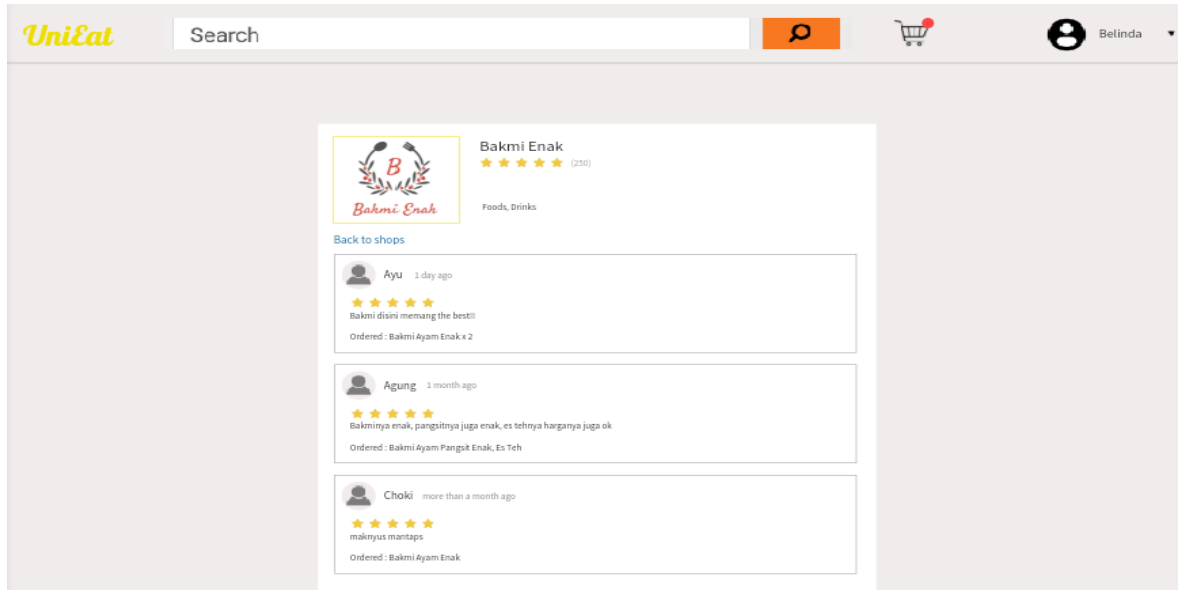 UniEat
Search
Belinda
B
Bakmi Enak
Bakmi Enak
(250)
Foods, Drinks
Back to shops
Ayu 1 day ago
Bakmi disini memang the best!!
Ordered : Bakmi Ayam Enak x 2
Agung 1 month ago
Bakminya enak, pangsitnya juga enak, es tehnya harganya juga ok
Ordered : Bakmi Ayam Pangsit Enak, Es Teh
Choki more than a month ago
maknyus mantaps
Ordered : Bakmi Ayam Enak